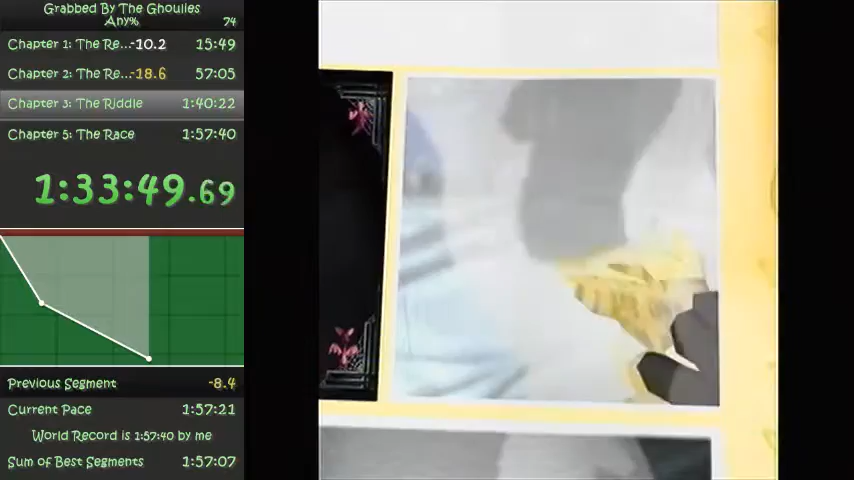 Grabbed By The Ghoulies
Any% 74
Chapter 1: The Re... -10.2 15:49
Chapter 2: The Re... -18.6 57:05
Chapter 3: The Riddle 1:40:22
Chapter 5: The Race 1:57:40
1:33:49.69
Previous Segment -8.4
Current Pace 1:57:21
World Record is 1:57:40 by me
Sum of Best Segments 1:57:07